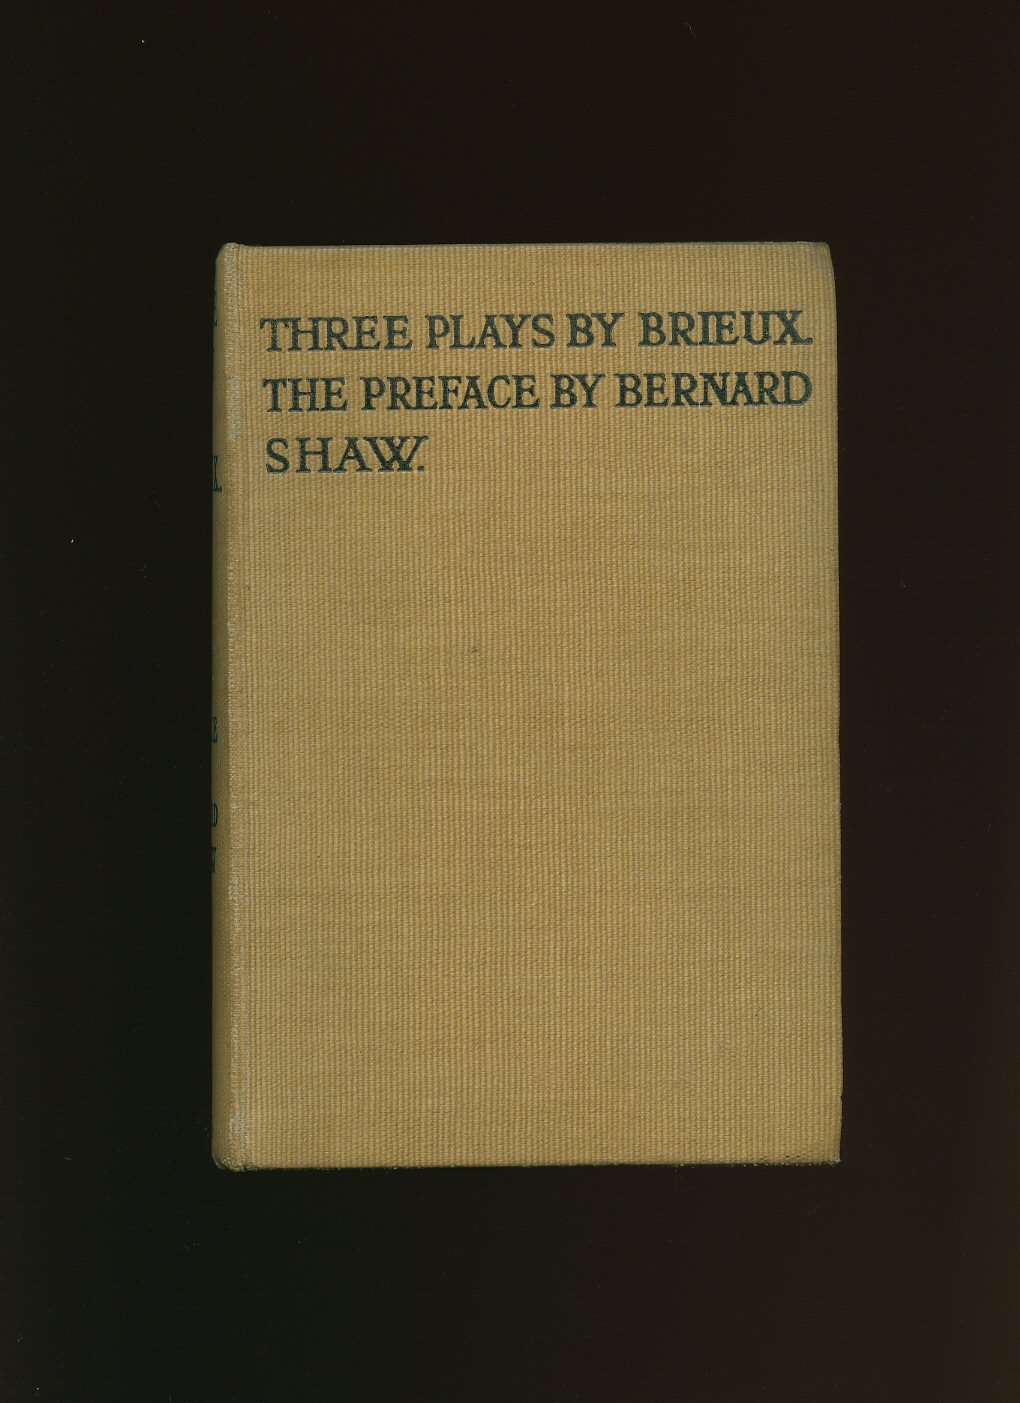 THREE PLAYS BY BRIEUX.
THE PREFACE BY BERNARD
SHAW.